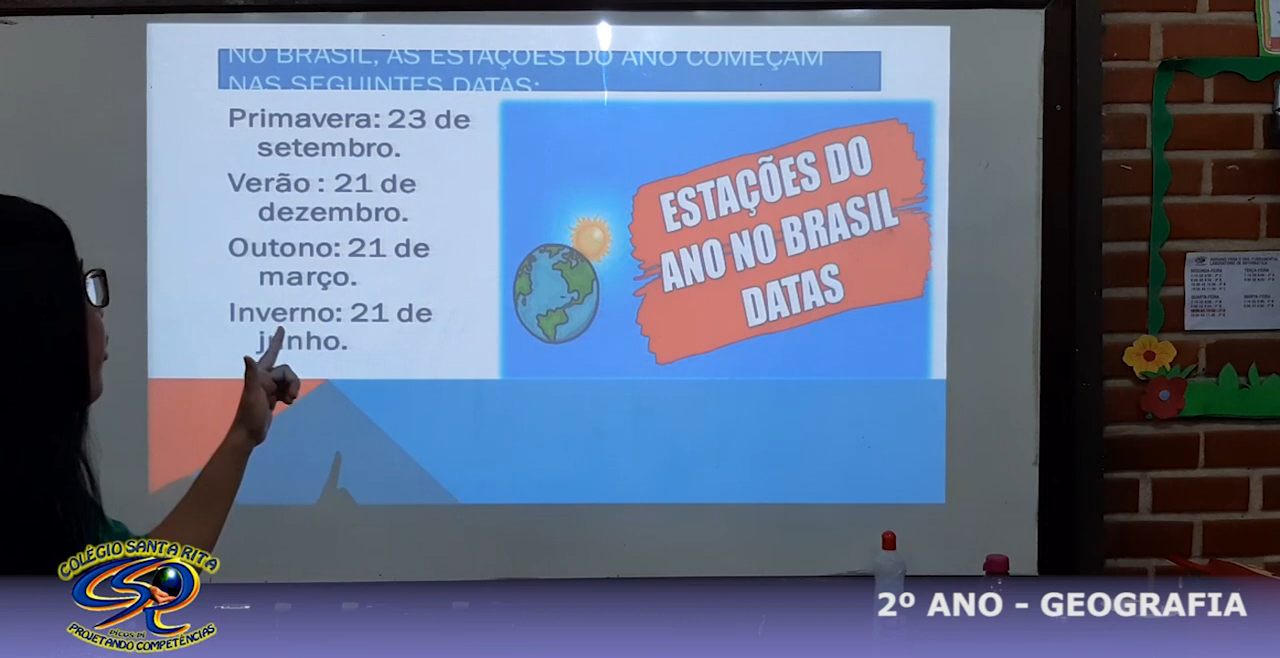 NO BRASIL, AS ESTAÇÕES DO ANO COMEÇAM
NAS SEGUINTES DATAS:
Primavera: 23 de
setembro.
Verão : 21 de
dezembro.
Outono: 21 de
março.
Inverno: 21 de
junho.
ESTAÇÕES DO
ANO NO BRASIL
DATAS
COLÉGIO SANTA RITA
PICOS-PI
PROJETANDO COMPETÊNCIAS
2º ANO - GEOGRAFIA